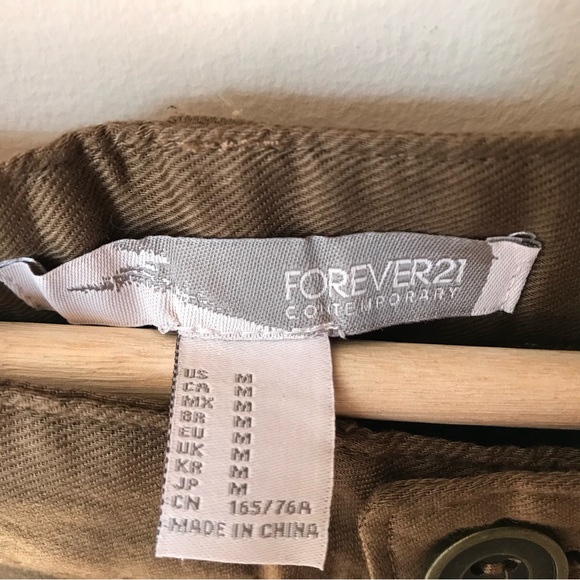 FOREVER21
CONTEMPORARY
US M
CA M
MX M
BR M
EU M
UK M
KR M
JP M
CN 165/76A
MADE IN CHINA